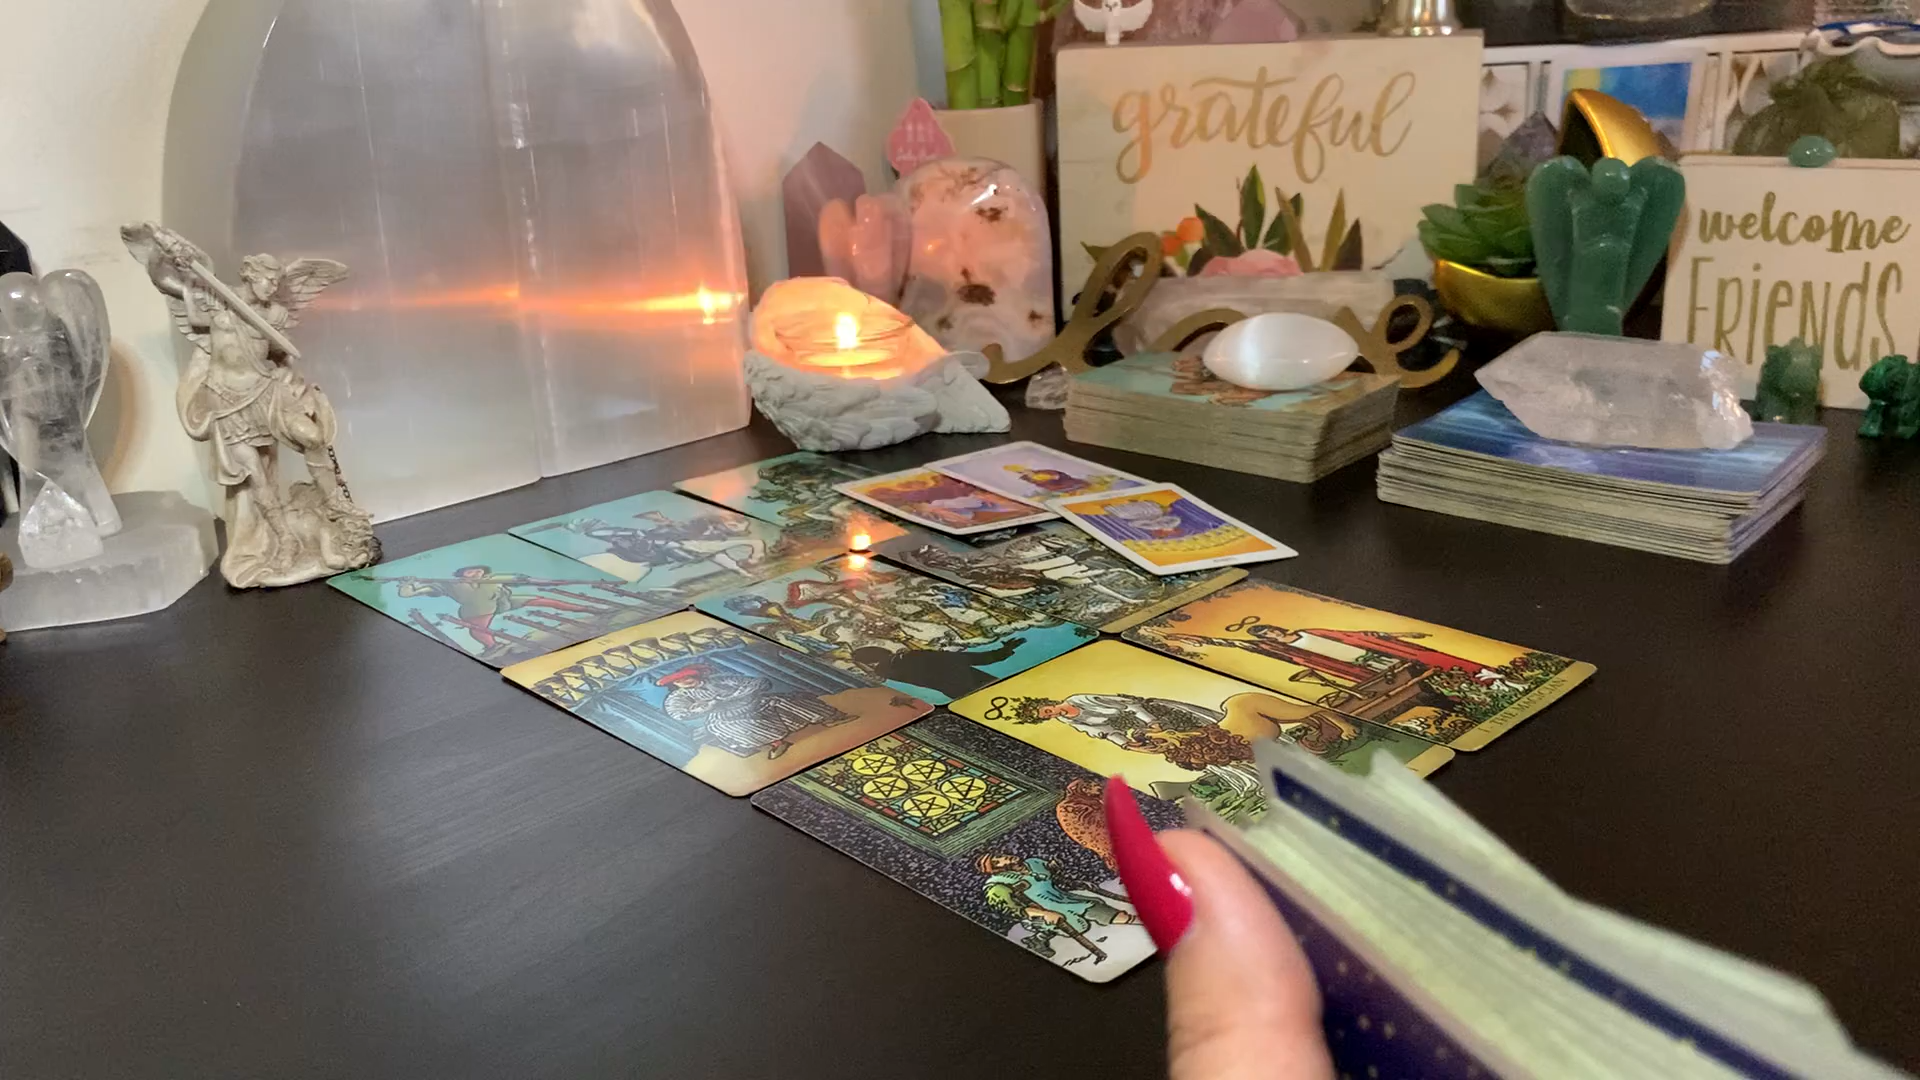 grateful
welcome
FRIENDS
love
THE MAGICIAN